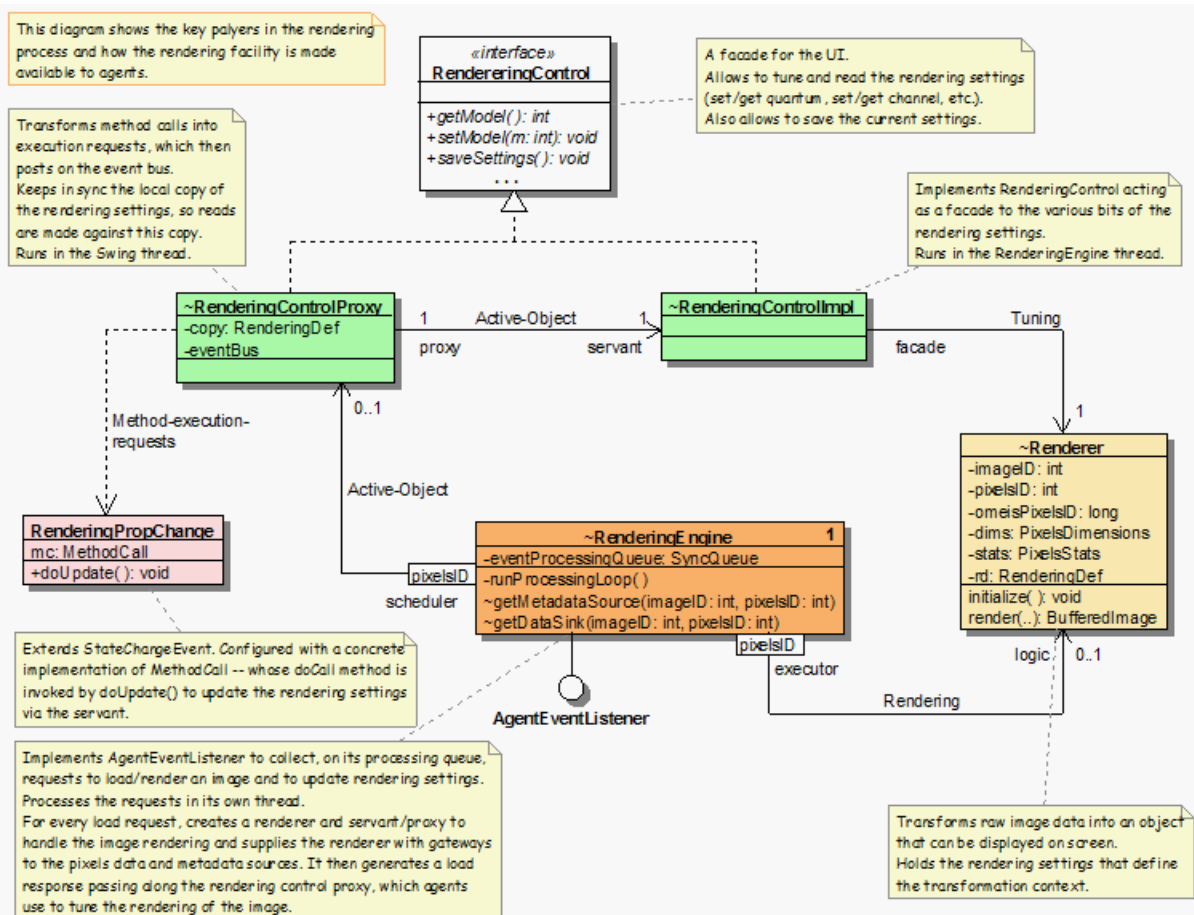 This diagram shows the key palyers in the rendering
process and how the rendering facility is made
available to agents.
«interface»
RendereringControl
+getModel( ): int
+setModel(m: int): void
+saveSettings( ): void
. . .
A facade for the UI.
Allows to tune and read the rendering settings
(set/get quantum, set/get channel, etc.).
Also allows to save the current settings.
Transforms method calls into
execution requests, which then
posts on the event bus.
Keeps in sync the local copy of
the rendering settings, so reads
are made against this copy.
Runs in the Swing thread.
Implements RenderingControl acting
as a facade to the various bits of the
rendering settings.
Runs in the RenderingEngine thread.
~RenderingControlProxy
-copy: RenderingDef
-eventBus
1
Active-Object
1
proxy
servant
~RenderingControlImpl
Tuning
facade
1
0..1
Method-execution-
requests
Active-Object
RenderingPropChange
mc: MethodCall
+doUpdate( ): void
pixelsID
scheduler
~RenderingEngine
1
-eventProcessingQueue: SyncQueue
-runProcessingLoop( )
~getMetadataSource(imageID: int, pixelsID: int)
~getDataSink(imageID: int, pixelsID: int)
pixelsID
executor
AgentEventListener
~Renderer
-imageID: int
-pixelsID: int
-omeisPixelsID: long
-dims: PixelsDimensions
-stats: PixelsStats
-rd: RenderingDef
initialize( ): void
render(..): BufferedImage
logic
0..1
Rendering
Extends StateChangeEvent. Configured with a concrete
implementation of MethodCall -- whose doCall method is
invoked by doUpdate() to update the rendering settings
via the servant.
Implements AgentEventListener to collect, on its processing queue,
requests to load/render an image and to update rendering settings.
Processes the requests in its own thread.
For every load request, creates a renderer and servant/proxy to
handle the image rendering and supplies the renderer with gateways
to the pixels data and metadata sources. It then generates a load
response passing along the rendering control proxy, which agents
use to tune the rendering of the image.
Transforms raw image data into an object
that can be displayed on screen.
Holds the rendering settings that define
the transformation context.